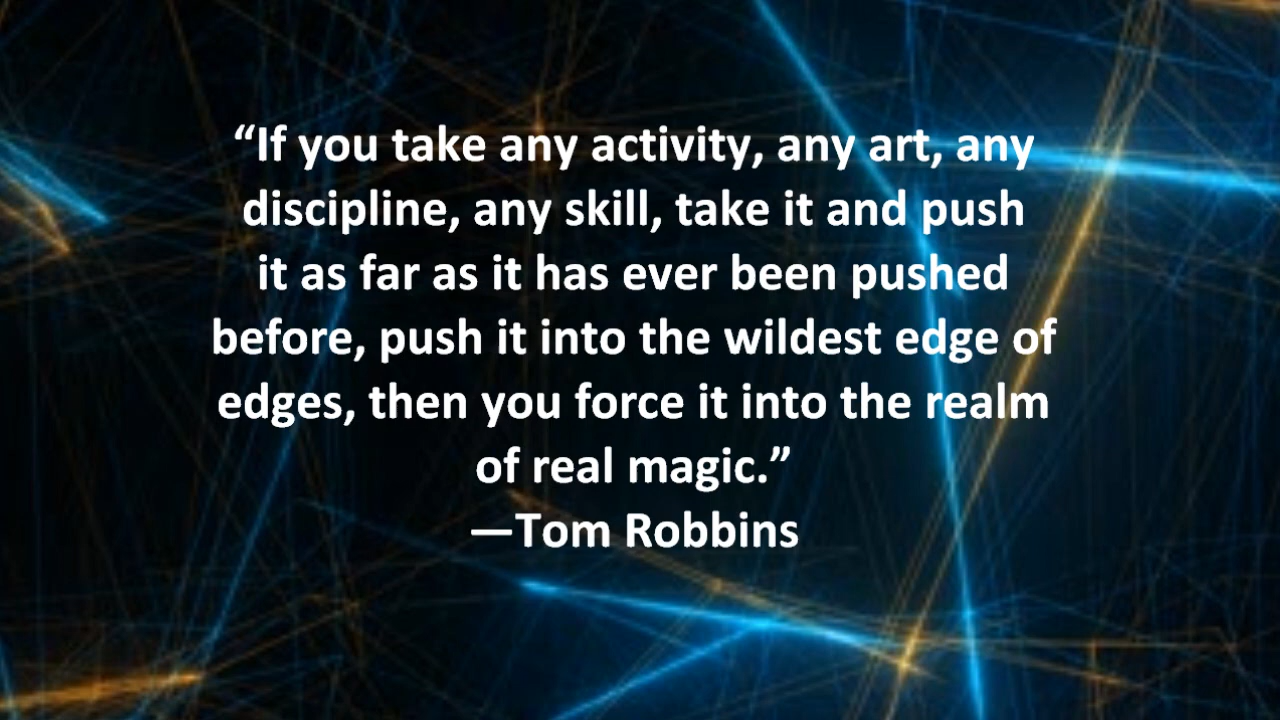 “If you take any activity, any art, any
discipline, any skill, take it and push
it as far as it has ever been pushed
before, push it into the wildest edge of
edges, then you force it into the realm
of real magic.”
—Tom Robbins